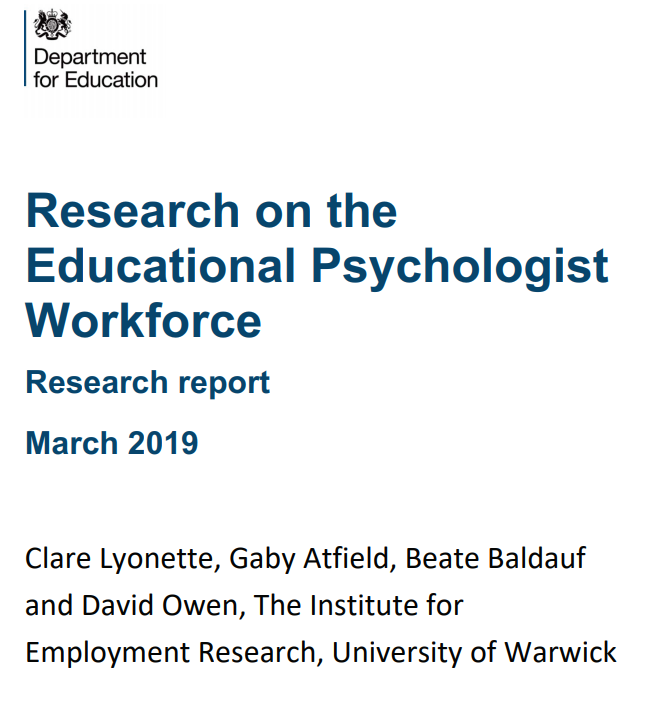 Department
for Education
Research on the
Educational Psychologist
Workforce
Research report
March 2019
Clare Lyonette, Gaby Atfield, Beate Baldauf
and David Owen, The Institute for
Employment Research, University of Warwick